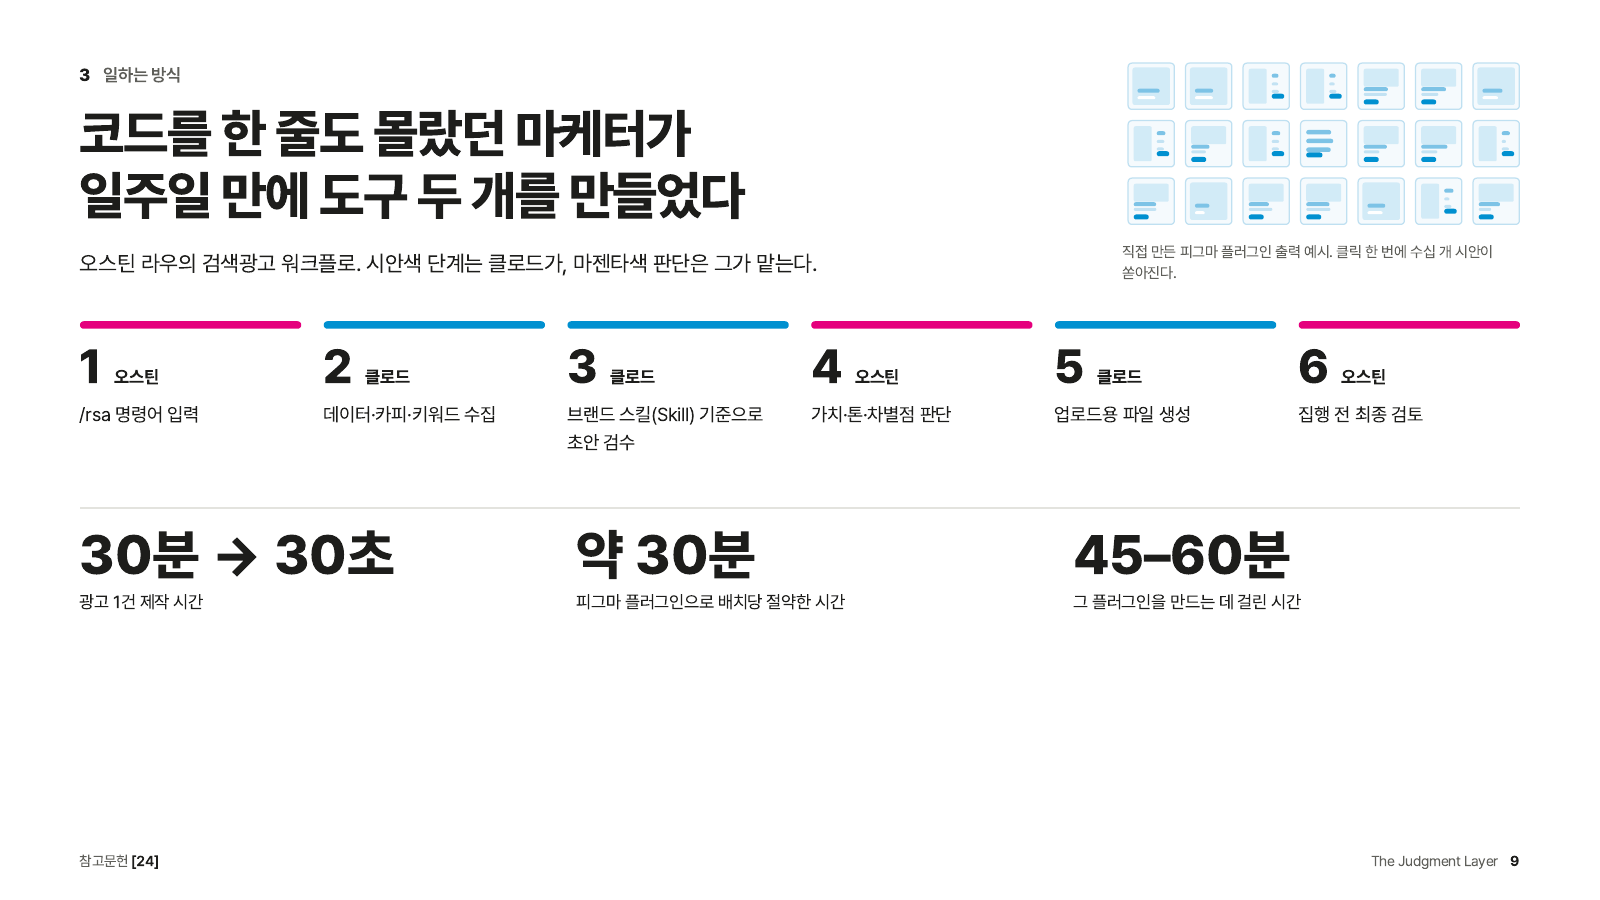 3 일하는 방식
코드를 한 줄도 몰랐던 마케터가
일주일 만에 도구 두 개를 만들었다
오스틴 라우의 검색광고 워크플로. 시안색 단계는 클로드가, 마젠타색 판단은 그가 맡는다.
직접 만든 피그마 플러그인 출력 예시. 클릭 한 번에 수십 개 시안이
쏟아진다.
1 오스틴
/rsa 명령어 입력
2 클로드
데이터·카피·키워드 수집
3 클로드
브랜드 스킬(Skill) 기준으로
초안 검수
4 오스틴
가치·톤·차별점 판단
5 클로드
업로드용 파일 생성
6 오스틴
집행 전 최종 검토
30분 → 30초
광고 1건 제작 시간
약 30분
피그마 플러그인으로 배치당 절약한 시간
45–60분
그 플러그인을 만드는 데 걸린 시간
참고문헌 [24]
The Judgment Layer 9